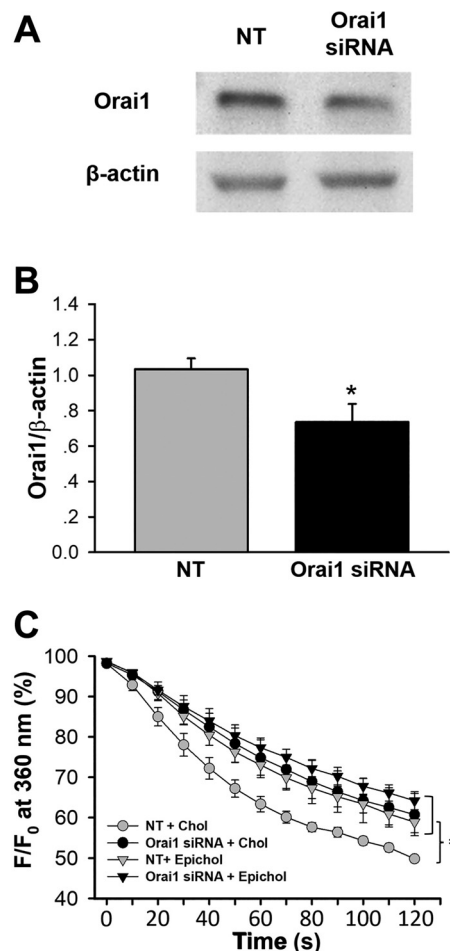 A
NT
Orai1
siRNA
Orai1
β-actin
B
Orai1/β-actin
1.4
1.2
1.0
.8
.6
.4
.2
0.0
*
NT
Orai1 siRNA
C
F/F0 at 360 nm (%)
100
90
80
70
60
50
40
NT + Chol
Orai1 siRNA + Chol
NT+ Epichol
Orai1 siRNA + Epichol
0
20
40
60
80
100
120
Time (s)